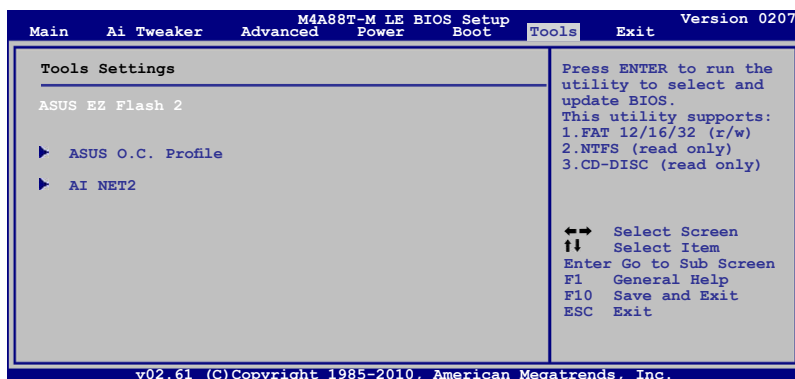 M4A88T-M LE BIOS Setup Version 0207
Main Ai Tweaker Advanced Power Boot Tools Exit
Tools Settings
ASUS EZ Flash 2
ASUS O.C. Profile
AI NET2
Press ENTER to run the
utility to select and
update BIOS.
This utility supports:
1.FAT 12/16/32 (r/w)
2.NTFS (read only)
3.CD-DISC (read only)
←→ Select Screen
↑↓ Select Item
Enter Go to Sub Screen
F1 General Help
F10 Save and Exit
ESC Exit
v02.61 (C)Copyright 1985-2010, American Megatrends, Inc.